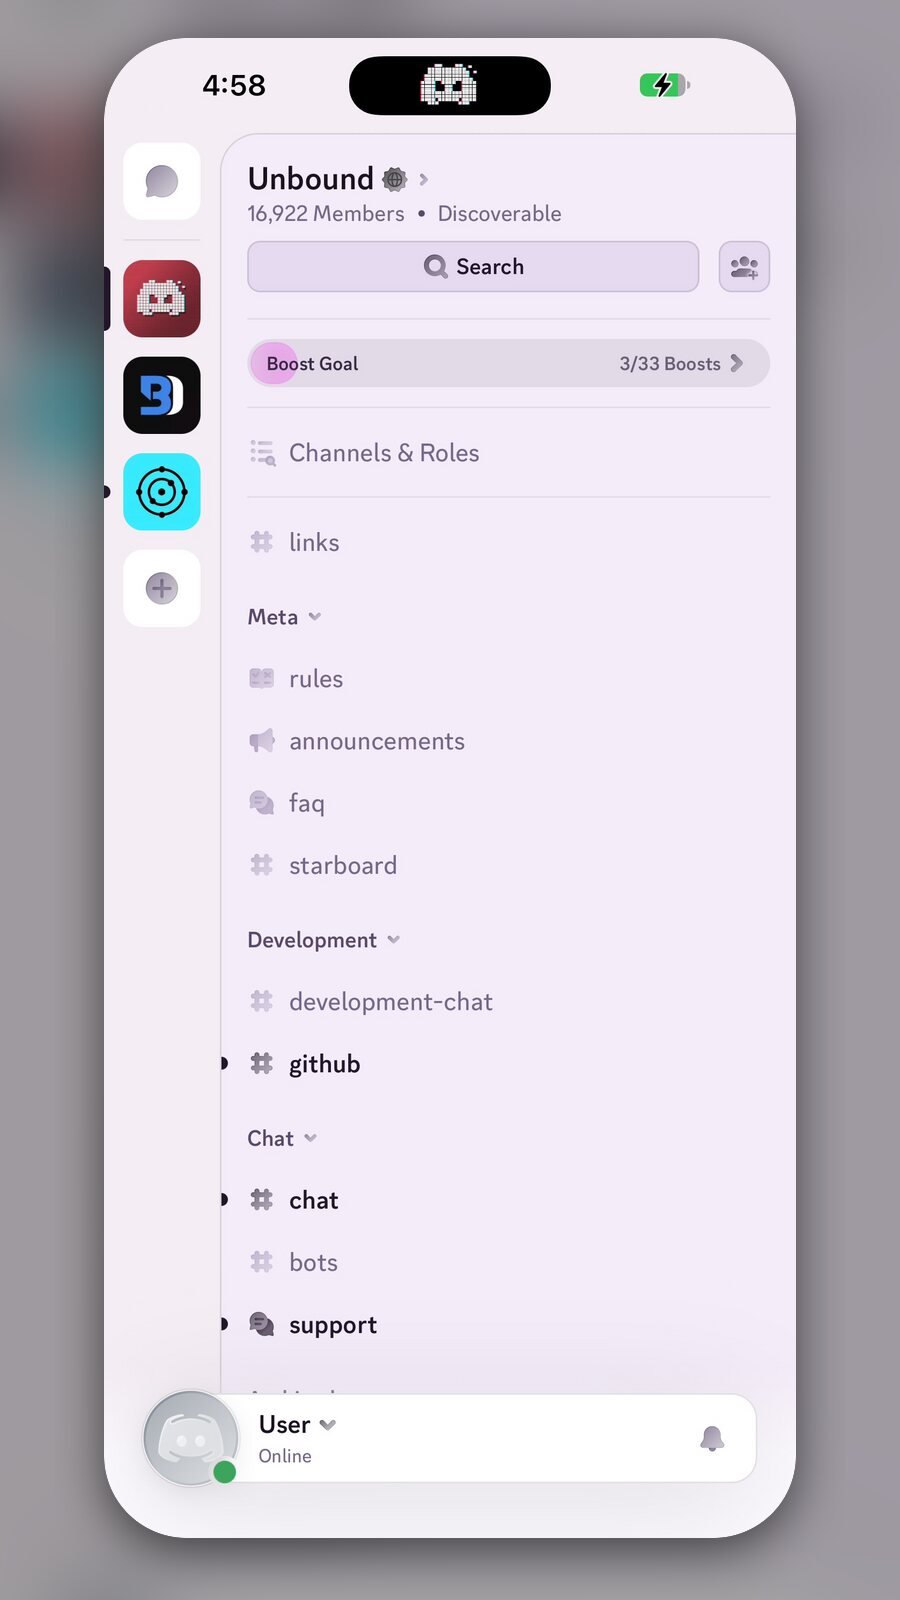 4:58
Unbound
16,922 Members • Discoverable
Search
Boost Goal
3/33 Boosts
Channels & Roles
links
Meta
rules
announcements
faq
starboard
Development
development-chat
github
Chat
chat
bots
support
User
Online